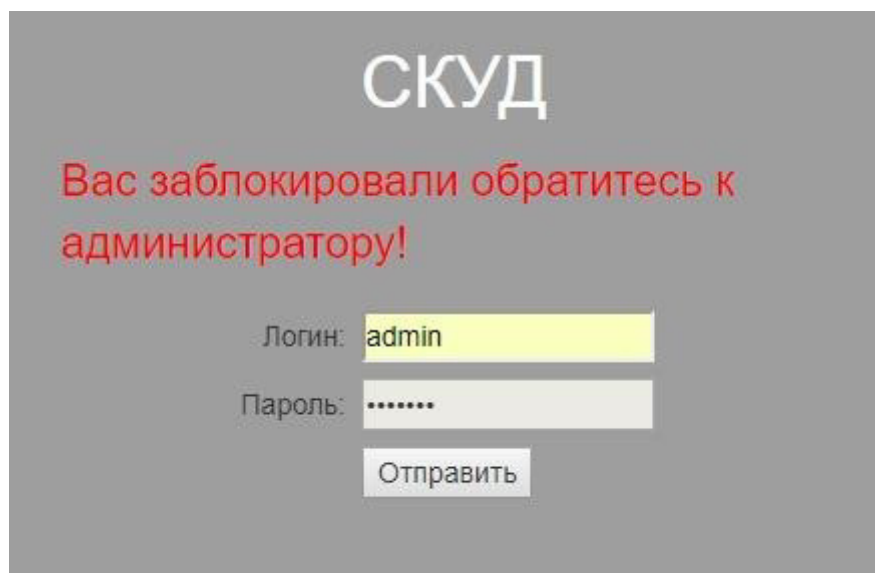 СКУД
Вас заблокировали обратитесь к
администратору!
Логин: admin
Пароль: •••••••
Отправить